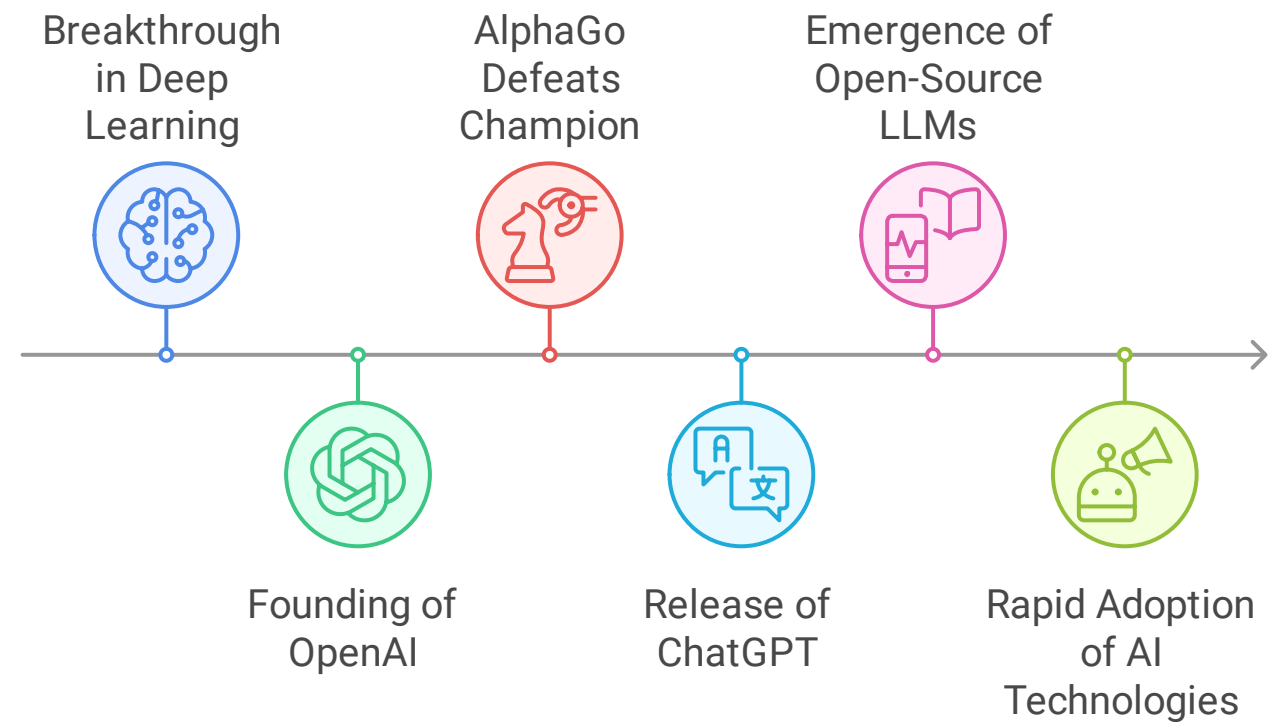 Breakthrough
in Deep
Learning
Founding of
OpenAI
AlphaGo
Defeats
Champion
A
文
Release of
ChatGPT
Emergence of
Open-Source
LLMs
Rapid Adoption
of AI
Technologies